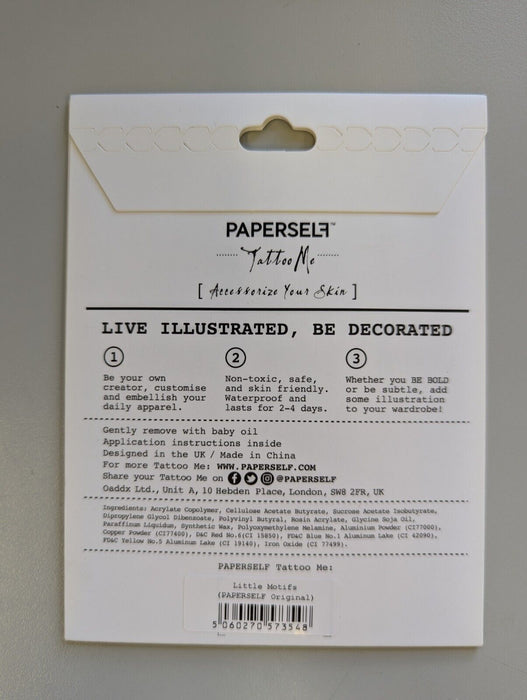 PAPERSELF™
Tattoo Me
[ Accessorize Your Skin ]
LIVE ILLUSTRATED, BE DECORATED
1
Be your own
creator, customise
and embellish your
daily apparel.
2
Non-toxic, safe,
and skin friendly.
Waterproof and
lasts for 2-4 days.
3
Whether you BE BOLD
or be subtle, add
some illustration
to your wardrobe!
Gently remove with baby oil
Application instructions inside
Designed in the UK / Made in China
For more Tattoo Me: WWW.PAPERSELF.COM
Share your Tattoo Me on @PAPERSELF
Oaddx Ltd., Unit A, 10 Hebden Place, London, SW8 2FR, UK
Ingredients: Acrylate Copolymer, Cellulose Acetate Butyrate, Sucrose Acetate Isobutyrate,
Dipropylene Glycol Dibenzoate, Polyvinyl Butyral, Rosin Acrylate, Glycine Soja Oil,
Paraffinum Liquidum, Synthetic Wax, Polyoxymethylene Melamine, Aluminium Powder (CI77000),
Copper Powder (CI77400), D&C Red No.6(CI 15850), FD&C Blue No.1 Aluminum Lake (CI 42090),
FD&C Yellow No.5 Aluminum Lake (CI 19140), Iron Oxide (CI 77499).
PAPERSELF Tattoo Me:
Little Motifs
(PAPERSELF Original)
5 060270 573548